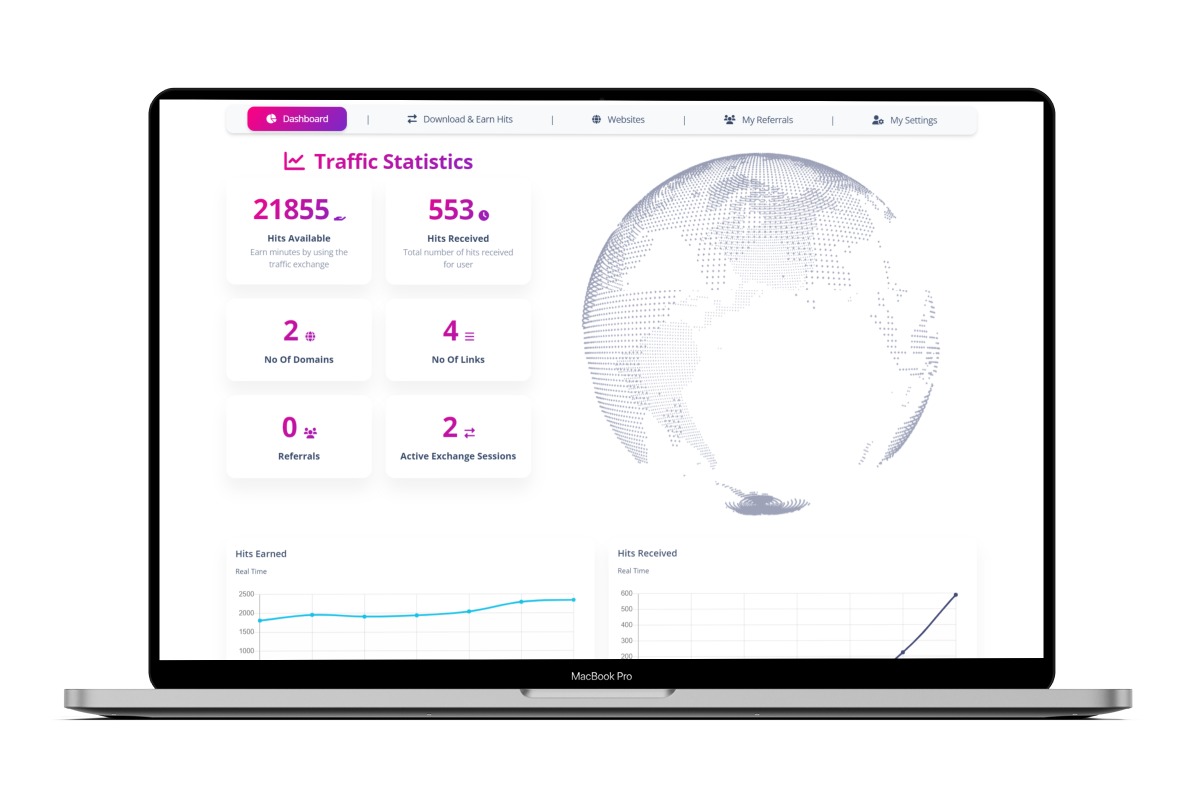 Dashboard | Download & Earn Hits | Websites | My Referrals | My Settings
Traffic Statistics
21855
Hits Available
Earn minutes by using the
traffic exchange
553
Hits Received
Total number of hits received
for user
2
No Of Domains
4
No Of Links
0
Referrals
2
Active Exchange Sessions
Hits Earned
Real Time
2500
2000
1500
1000
Hits Received
Real Time
600
500
400
300
200
MacBook Pro